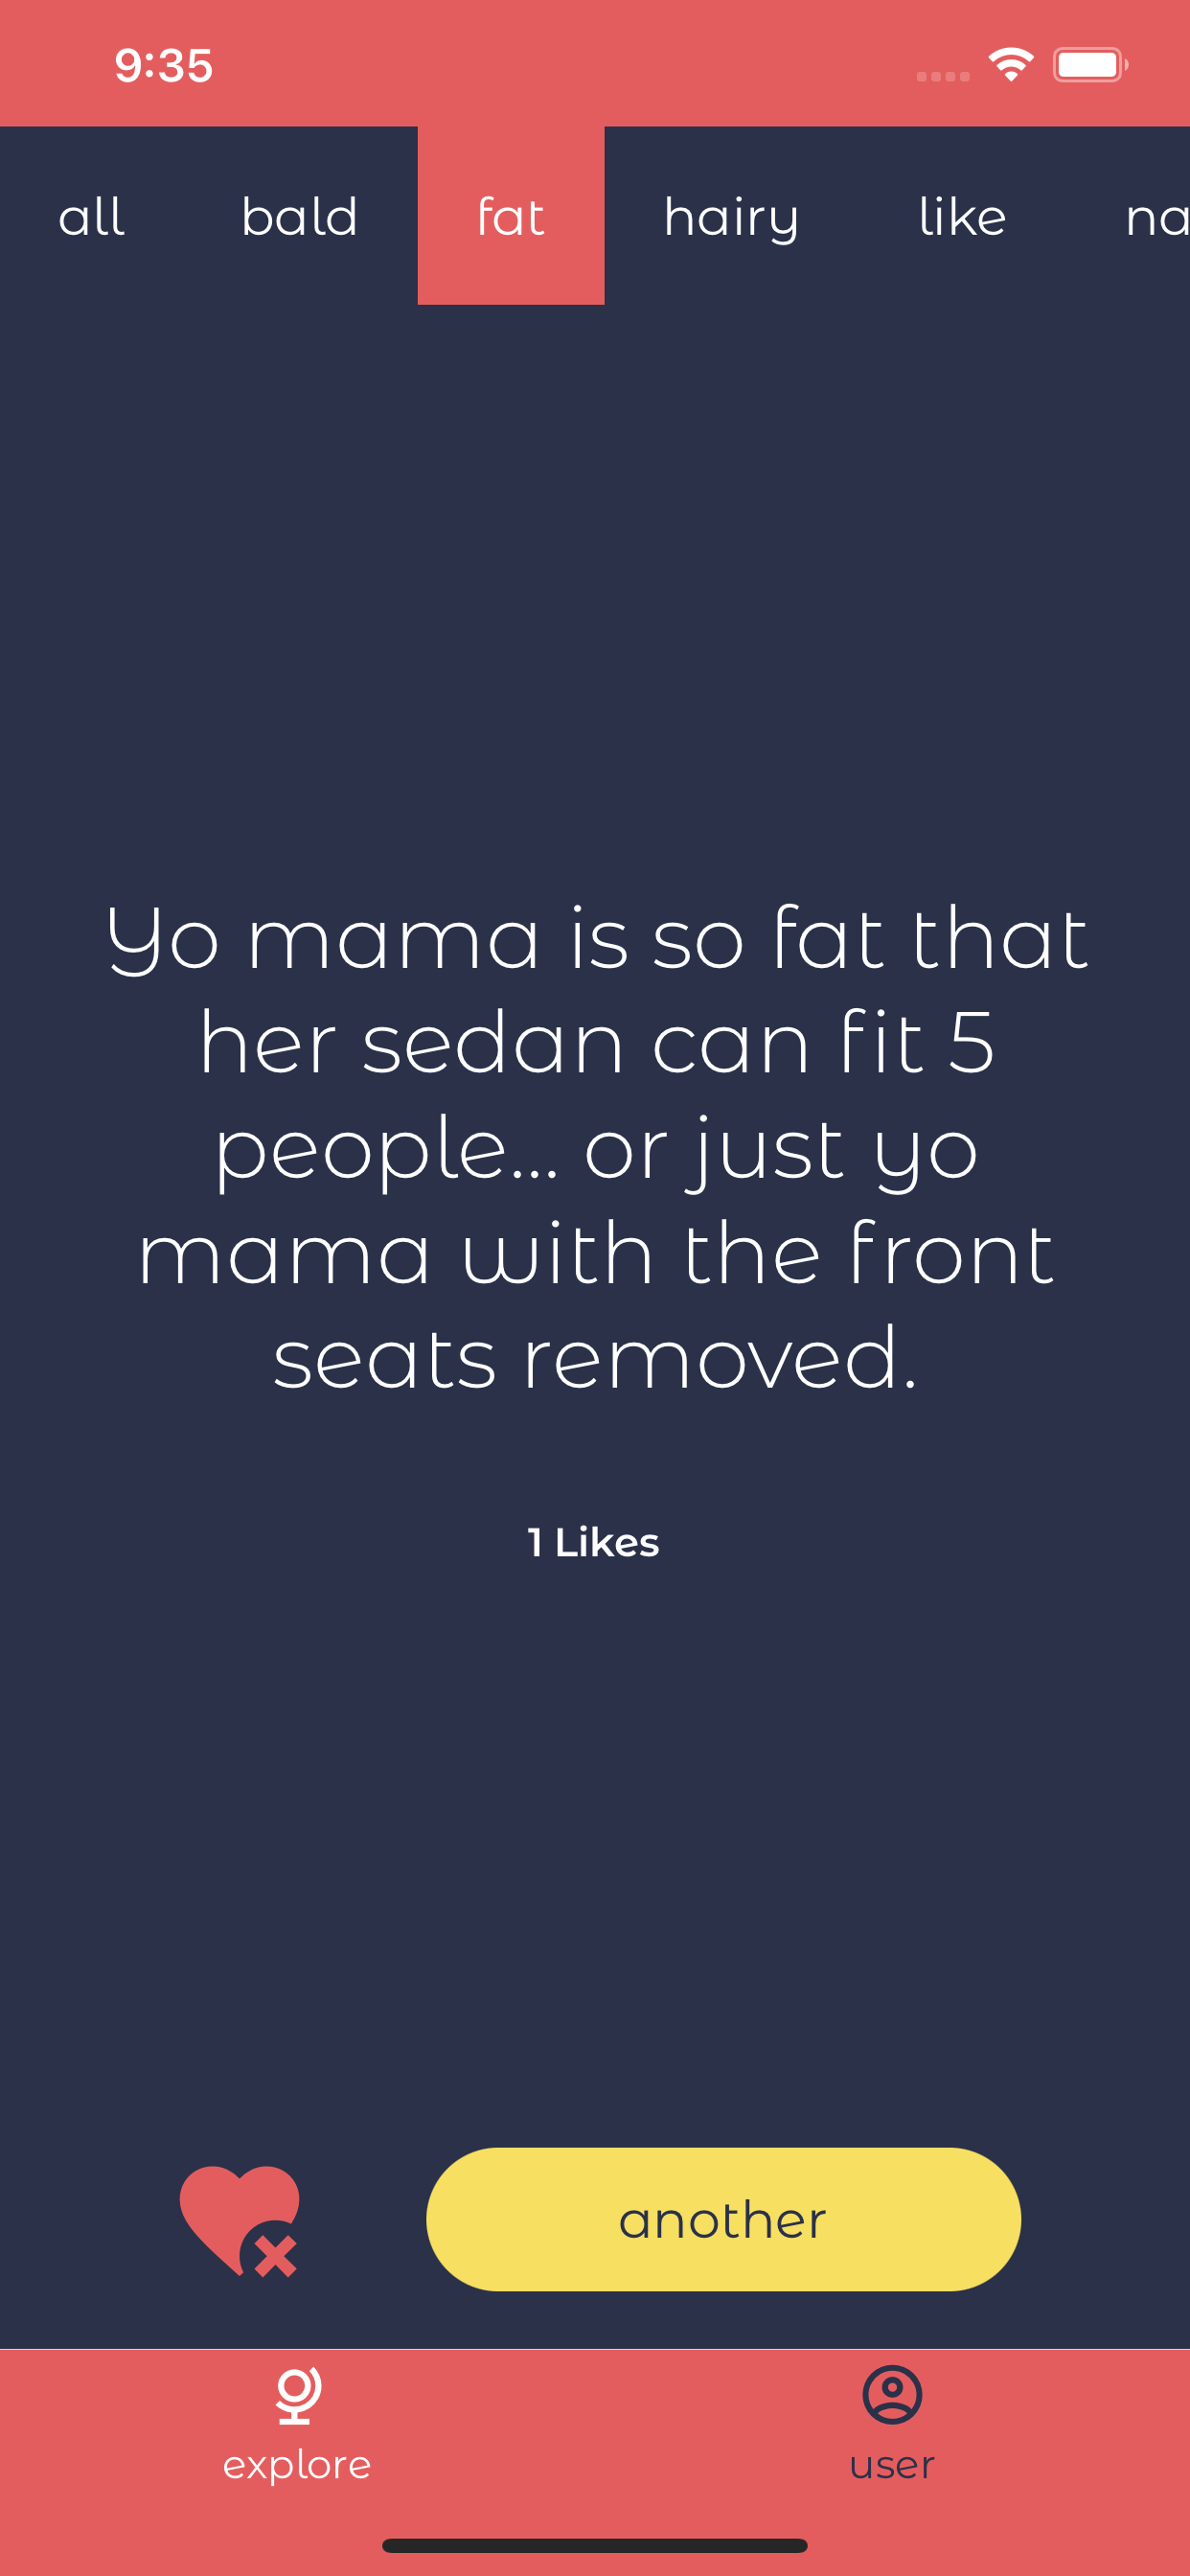 9:35
all bald fat hairy like na
Yo mama is so fat that
her sedan can fit 5
people... or just yo
mama with the front
seats removed.
1 Likes
another
explore user